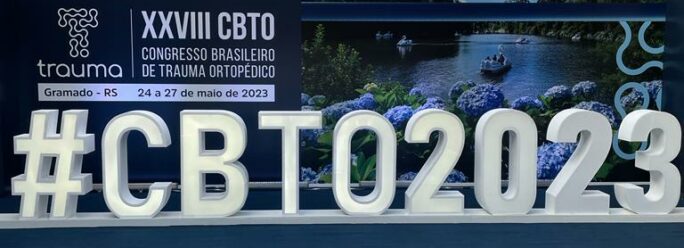 trauma
XXVIII CBTO
CONGRESSO BRASILEIRO
DE TRAUMA ORTOPÉDICO
Gramado - RS
24 a 27 de maio de 2023
#CBTO2023